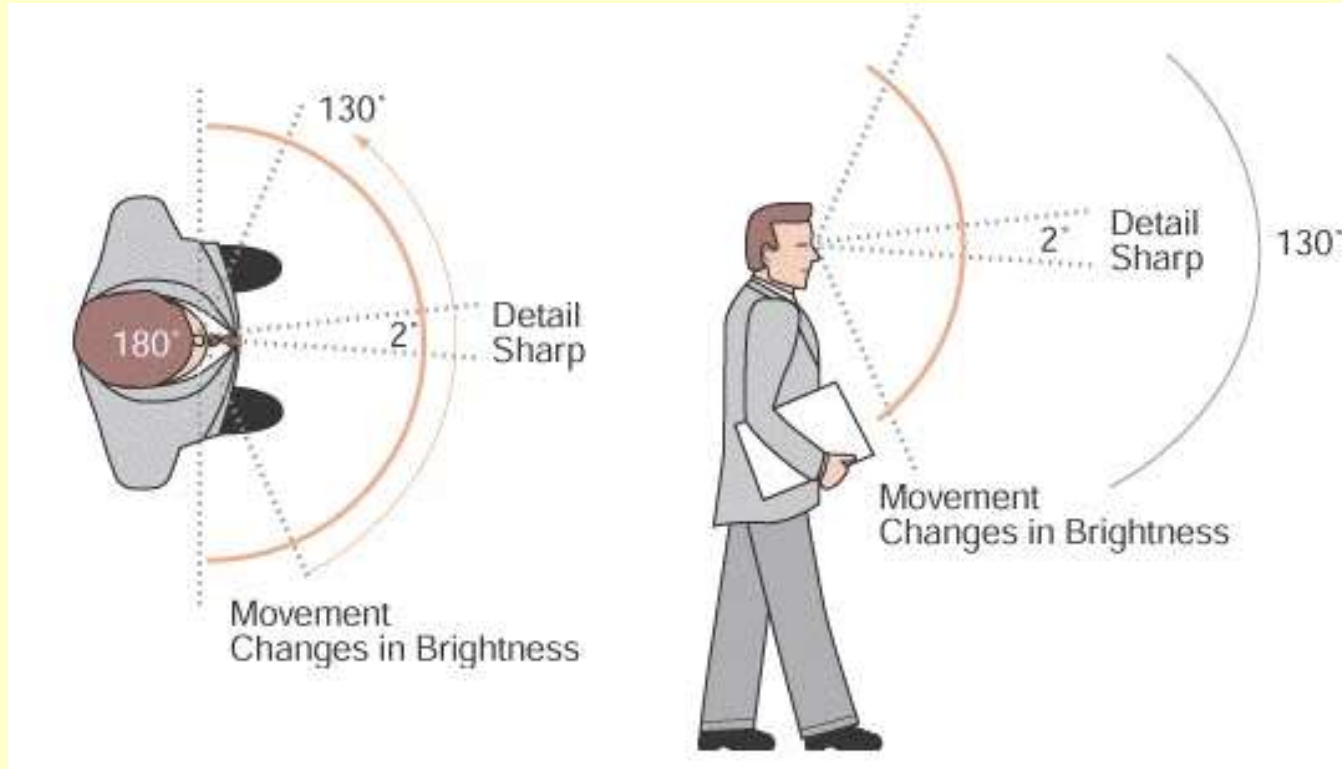 130°
180°
2°
Detail
Sharp
Movement
Changes in Brightness
2°
Detail
Sharp
130°
Movement
Changes in Brightness